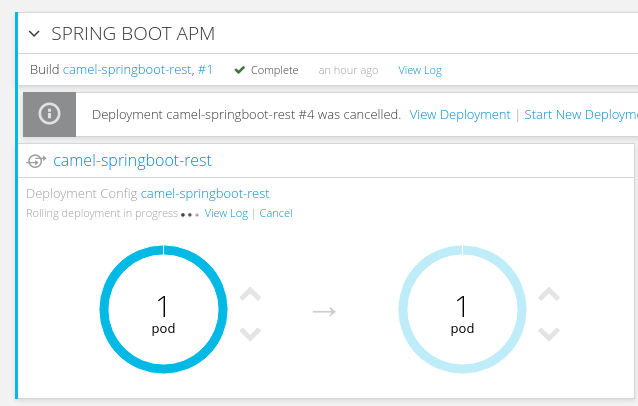 SPRING BOOT APM
Build camel-springboot-rest, #1 Complete an hour ago View Log
Deployment camel-springboot-rest #4 was cancelled. View Deployment | Start New Deployme
camel-springboot-rest
Deployment Config camel-springboot-rest
Rolling deployment in progress ••• View Log | Cancel
1 → 1
pod pod